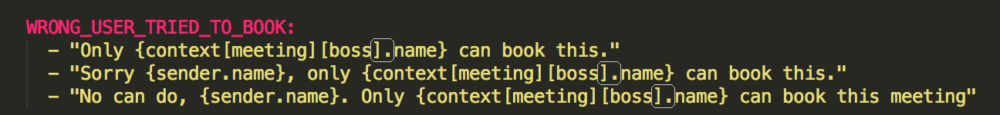 WRONG_USER_TRIED_TO_BOOK:
- "Only {context[meeting][boss].name} can book this."
- "Sorry {sender.name}, only {context[meeting][boss].name} can book this."
- "No can do, {sender.name}. Only {context[meeting][boss].name} can book this meeting"